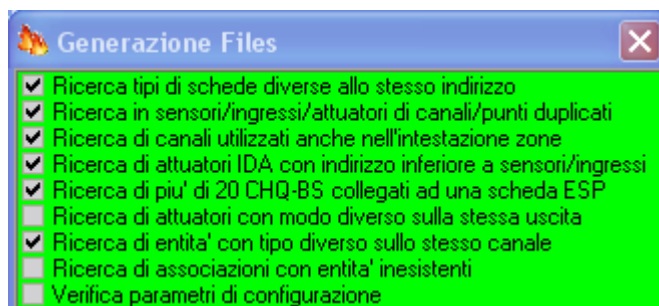 Generazione Files
Ricerca tipi di schede diverse allo stesso indirizzo
Ricerca in sensori/ingressi/attuatori di canali/punti duplicati
Ricerca di canali utilizzati anche nell'intestazione zone
Ricerca di attuatori IDA con indirizzo inferiore a sensori/ingressi
Ricerca di piu' di 20 CHQ-BS collegati ad una scheda ESP
Ricerca di attuatori con modo diverso sulla stessa uscita
Ricerca di entita' con tipo diverso sullo stesso canale
Ricerca di associazioni con entita' inesistenti
Verifica parametri di configurazione